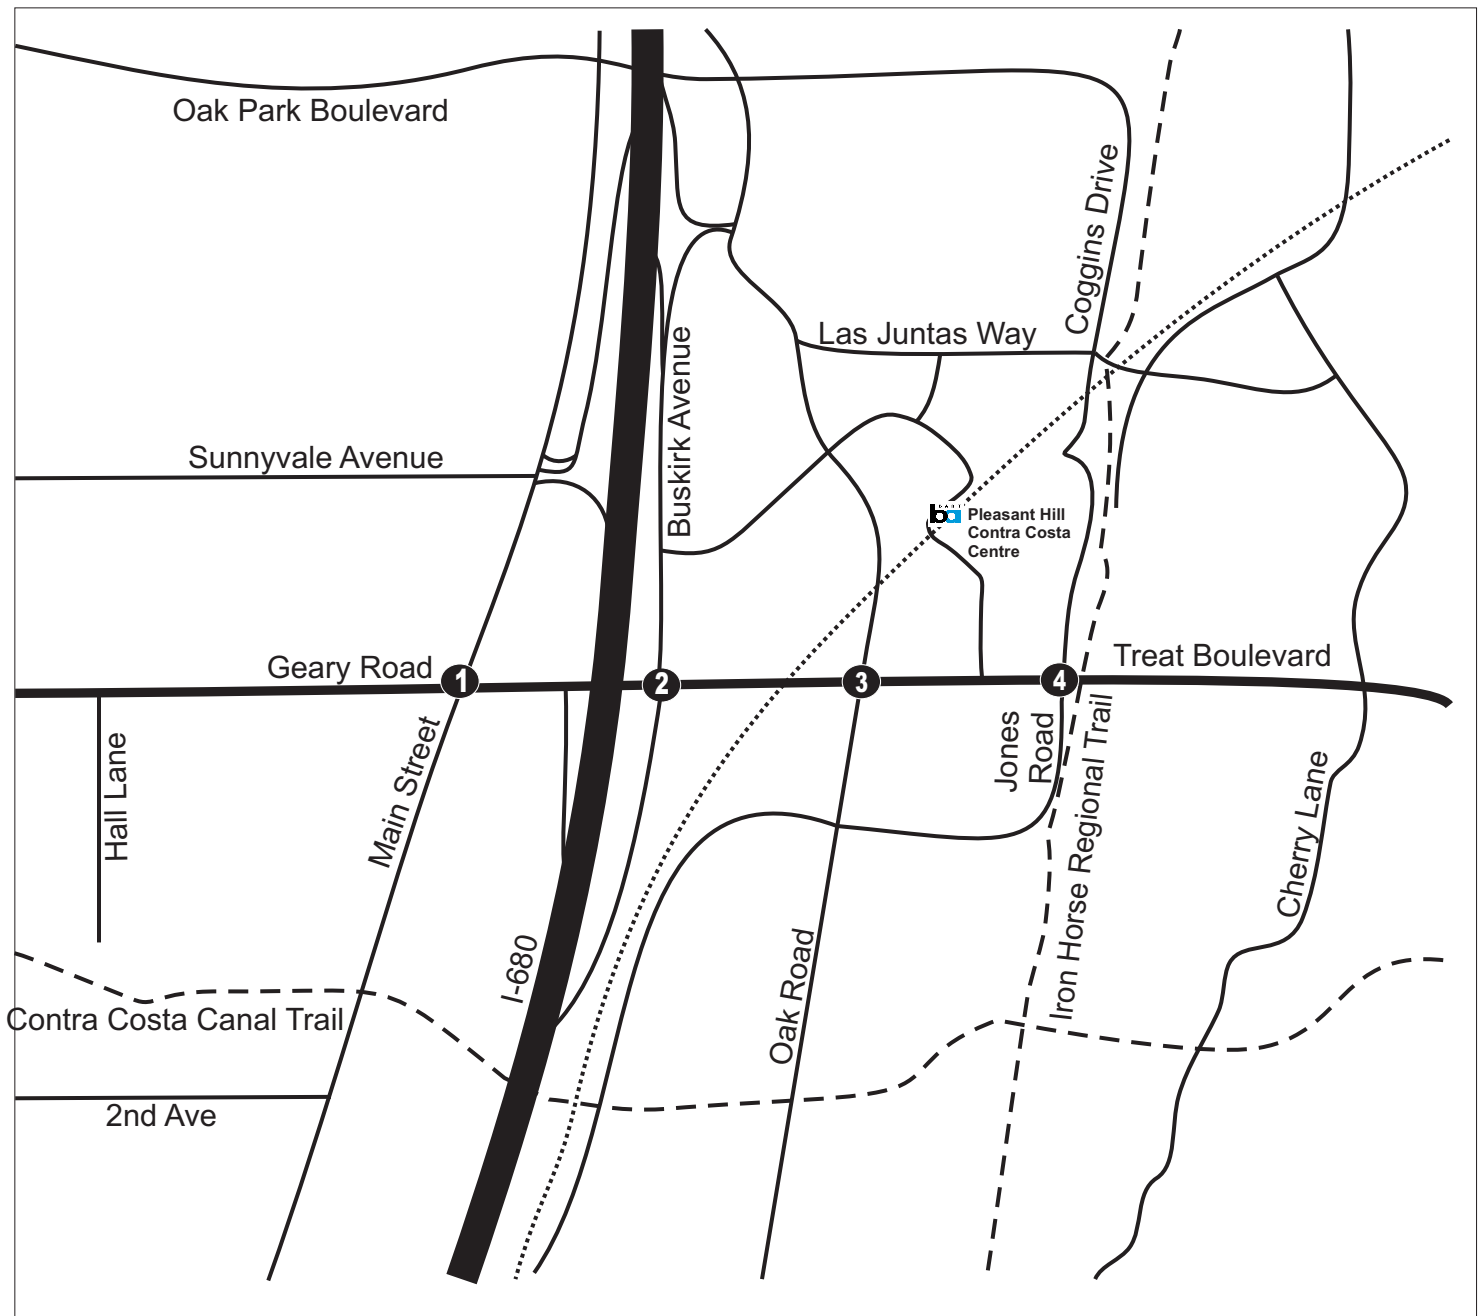 Oak Park Boulevard
Coggins Drive
Las Juntas Way
Buskirk Avenue
Sunnyvale Avenue
ba
Pleasant Hill
Contra Costa
Centre
Geary Road
1
2
3
4
Treat Boulevard
Hall Lane
Main Street
Jones
Road
Iron Horse Regional Trail
Cherry Lane
I-680
Oak Road
Contra Costa Canal Trail
2nd Ave